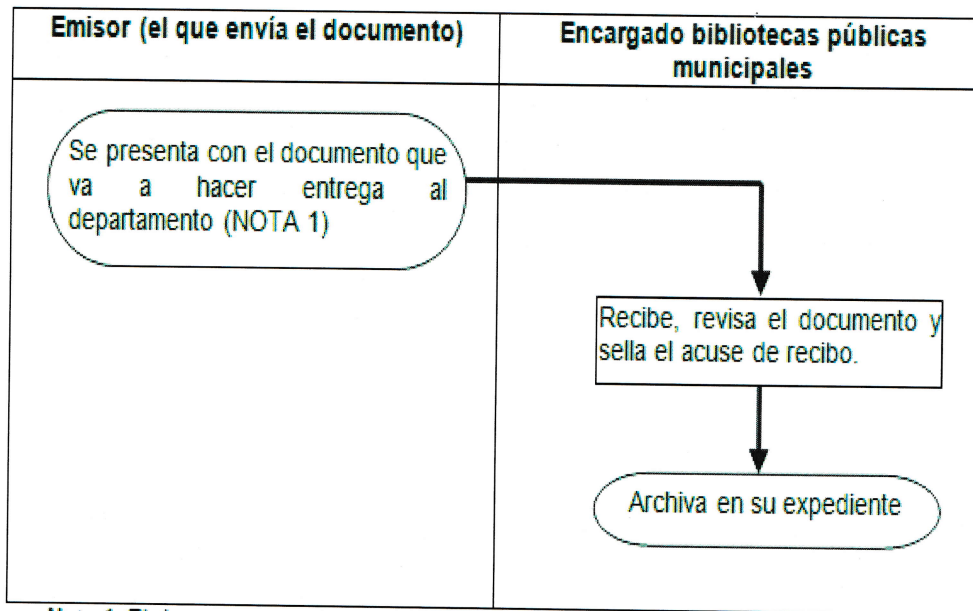 Emisor (el que envía el documento)
Encargado bibliotecas públicas
municipales
Se presenta con el documento que
va a hacer entrega al
departamento (NOTA 1)
Recibe, revisa el documento y
sella el acuse de recibo.
Archiva en su expediente